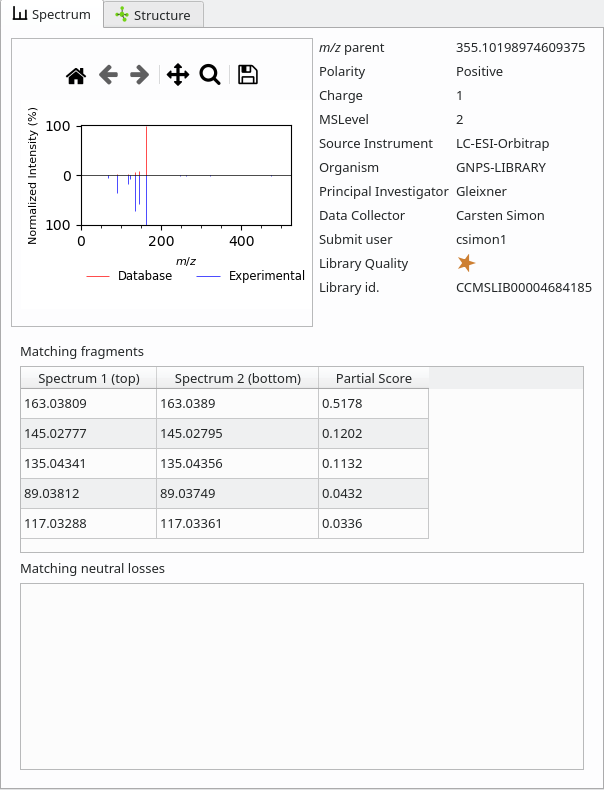 Spectrum
Structure
m/z parent 355.10198974609375
Polarity Positive
Charge 1
MSLevel 2
Source Instrument LC-ESI-Orbitrap
Organism GNPS-LIBRARY
Principal Investigator Gleixner
Data Collector Carsten Simon
Submit user csimon1
Library Quality
Library id. CCMSLIB00004684185
Normalized Intensity (%)
100
0
100
0 200 400
m/z
Database Experimental
Matching fragments
Spectrum 1 (top) Spectrum 2 (bottom) Partial Score
163.03809 163.0389 0.5178
145.02777 145.02795 0.1202
135.04341 135.04356 0.1132
89.03812 89.03749 0.0432
117.03288 117.03361 0.0336
Matching neutral losses